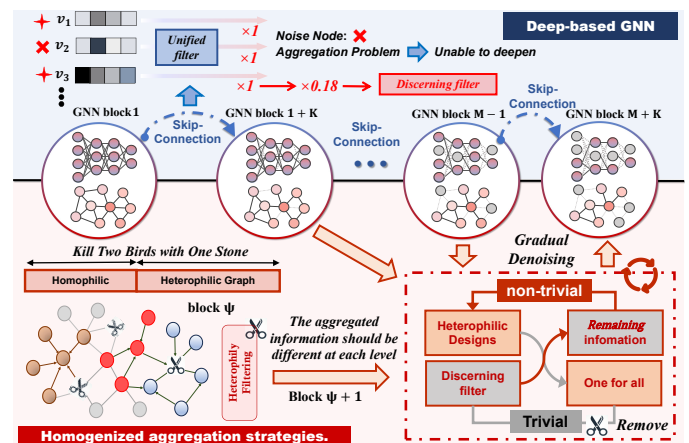 Deep-based GNN
v1
v2
v3
Unified
filter
×1
×1
×1
×0.18
Discerning filter
Noise Node:
Aggregation Problem
Unable to deepen
GNN block1
GNN block 1 + K
GNN block M − 1
GNN block M + K
Skip-
Connection
Skip-
Connection
Skip-
Connection
Kill Two Birds with One Stone
Homophilic
Heterophilic Graph
block ψ
Heterophily
Filtering
The aggregated
information should be
different at each level
Block ψ + 1
Gradual
Denoising
non-trivial
Heterophilic
Designs
Remaining
infomation
Discerning
filter
One for all
Trivial
Remove
Homogenized aggregation strategies.